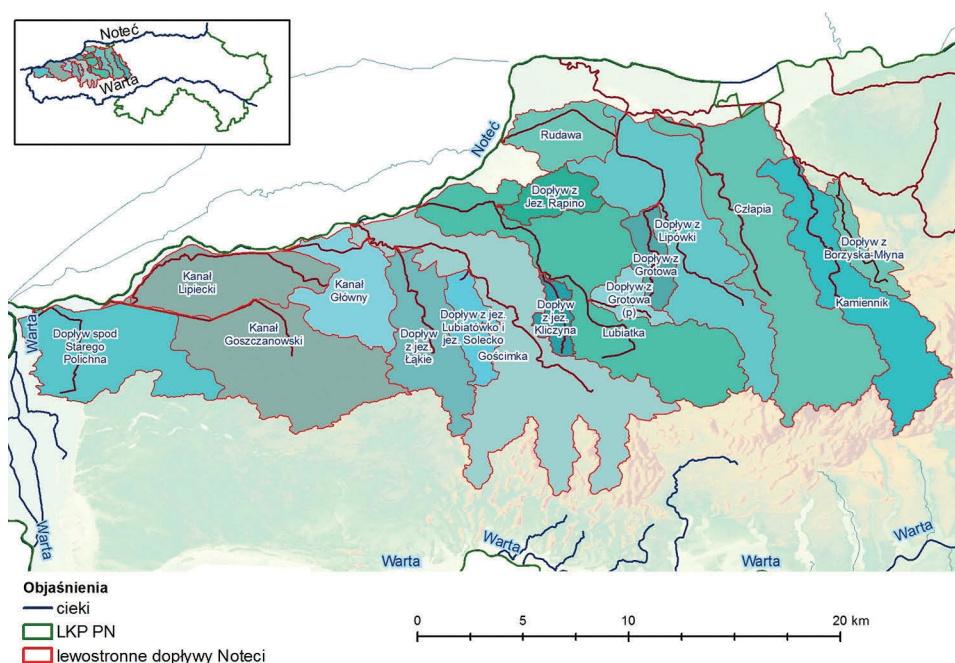 Noteć
Warta
Noteć
Rudawa
Dopływ z
Jez. Rąpino
Człapia
Dopływ z
Lipówki
Dopływ z
Borzyska-Młyna
Kamiennik
Dopływ z
Grotowa
Dopływ z
Grotowa
(p)
Lubiatka
Dopływ
z jez.
Kliczyna
Kanał
Lipiecki
Kanał
Główny
Dopływ z jez.
Lubiatówko i
jez. Solecko
Gościmka
Dopływ
z jez.
Łąkie
Kanał
Goszczanowski
Warta
Dopływ spod
Starego
Polichna
Warta
Warta
Warta
Warta
Warta
Objaśnienia
cieki
LKP PN
lewostronne dopływy Noteci
0 5 10 20 km